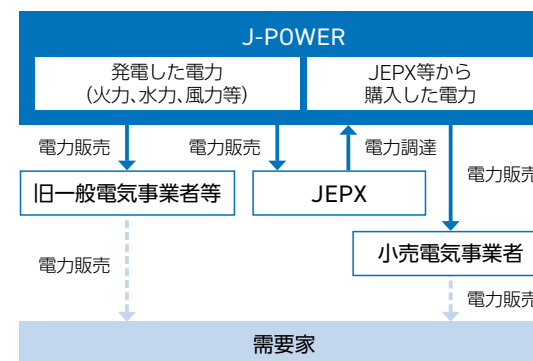 J-POWER
発電した電力
(火力、水力、風力等)
JEPX等から
購入した電力
電力販売
電力販売
電力調達
電力販売
旧一般電気事業者等
JEPX
小売電気事業者
電力販売
電力販売
需要家